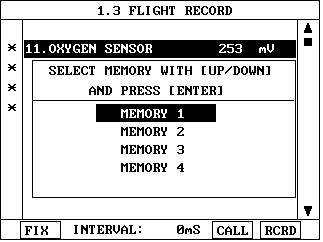 1.3 FLIGHT RECORD
* 11.OXYGEN SENSOR 253 mV
* SELECT MEMORY WITH [UP/DOWN]
* AND PRESS [ENTER]
* MEMORY 1
MEMORY 2
MEMORY 3
MEMORY 4
FIX INTERVAL: 0mS CALL RCRD